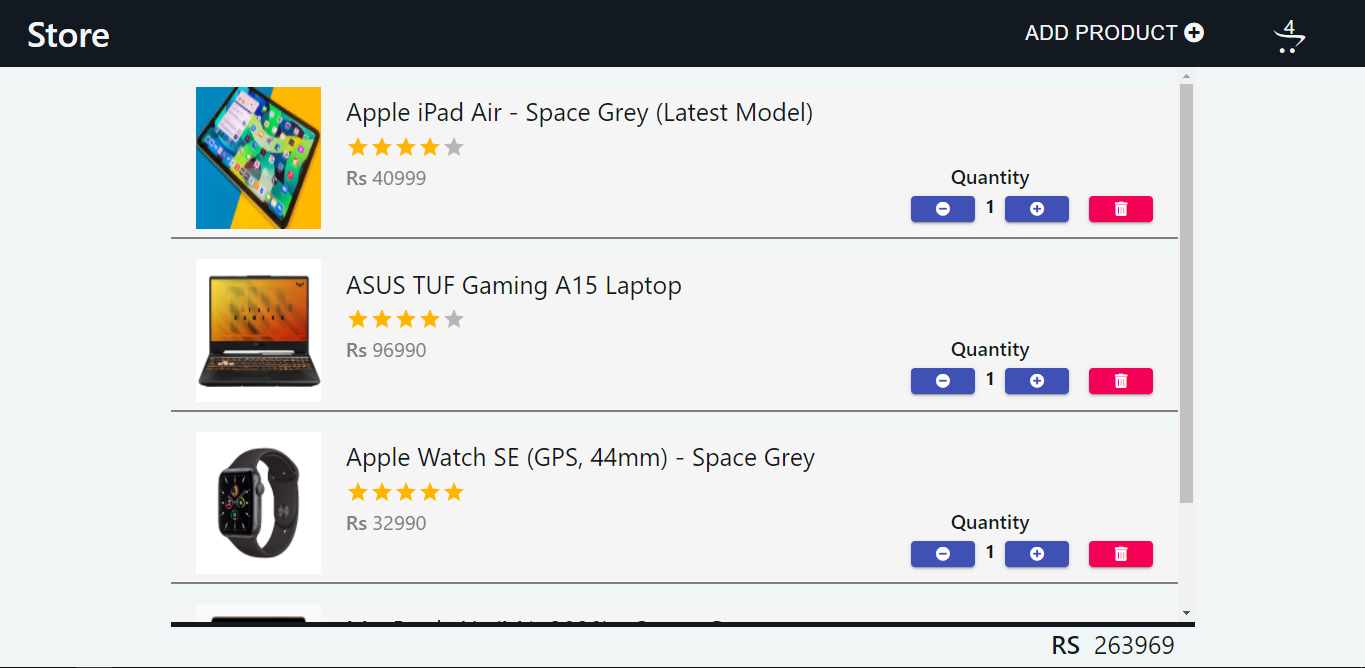 Store
ADD PRODUCT
4
Apple iPad Air - Space Grey (Latest Model)
Rs 40999
Quantity
1
ASUS TUF Gaming A15 Laptop
Rs 96990
Quantity
1
Apple Watch SE (GPS, 44mm) - Space Grey
Rs 32990
Quantity
1
RS 263969